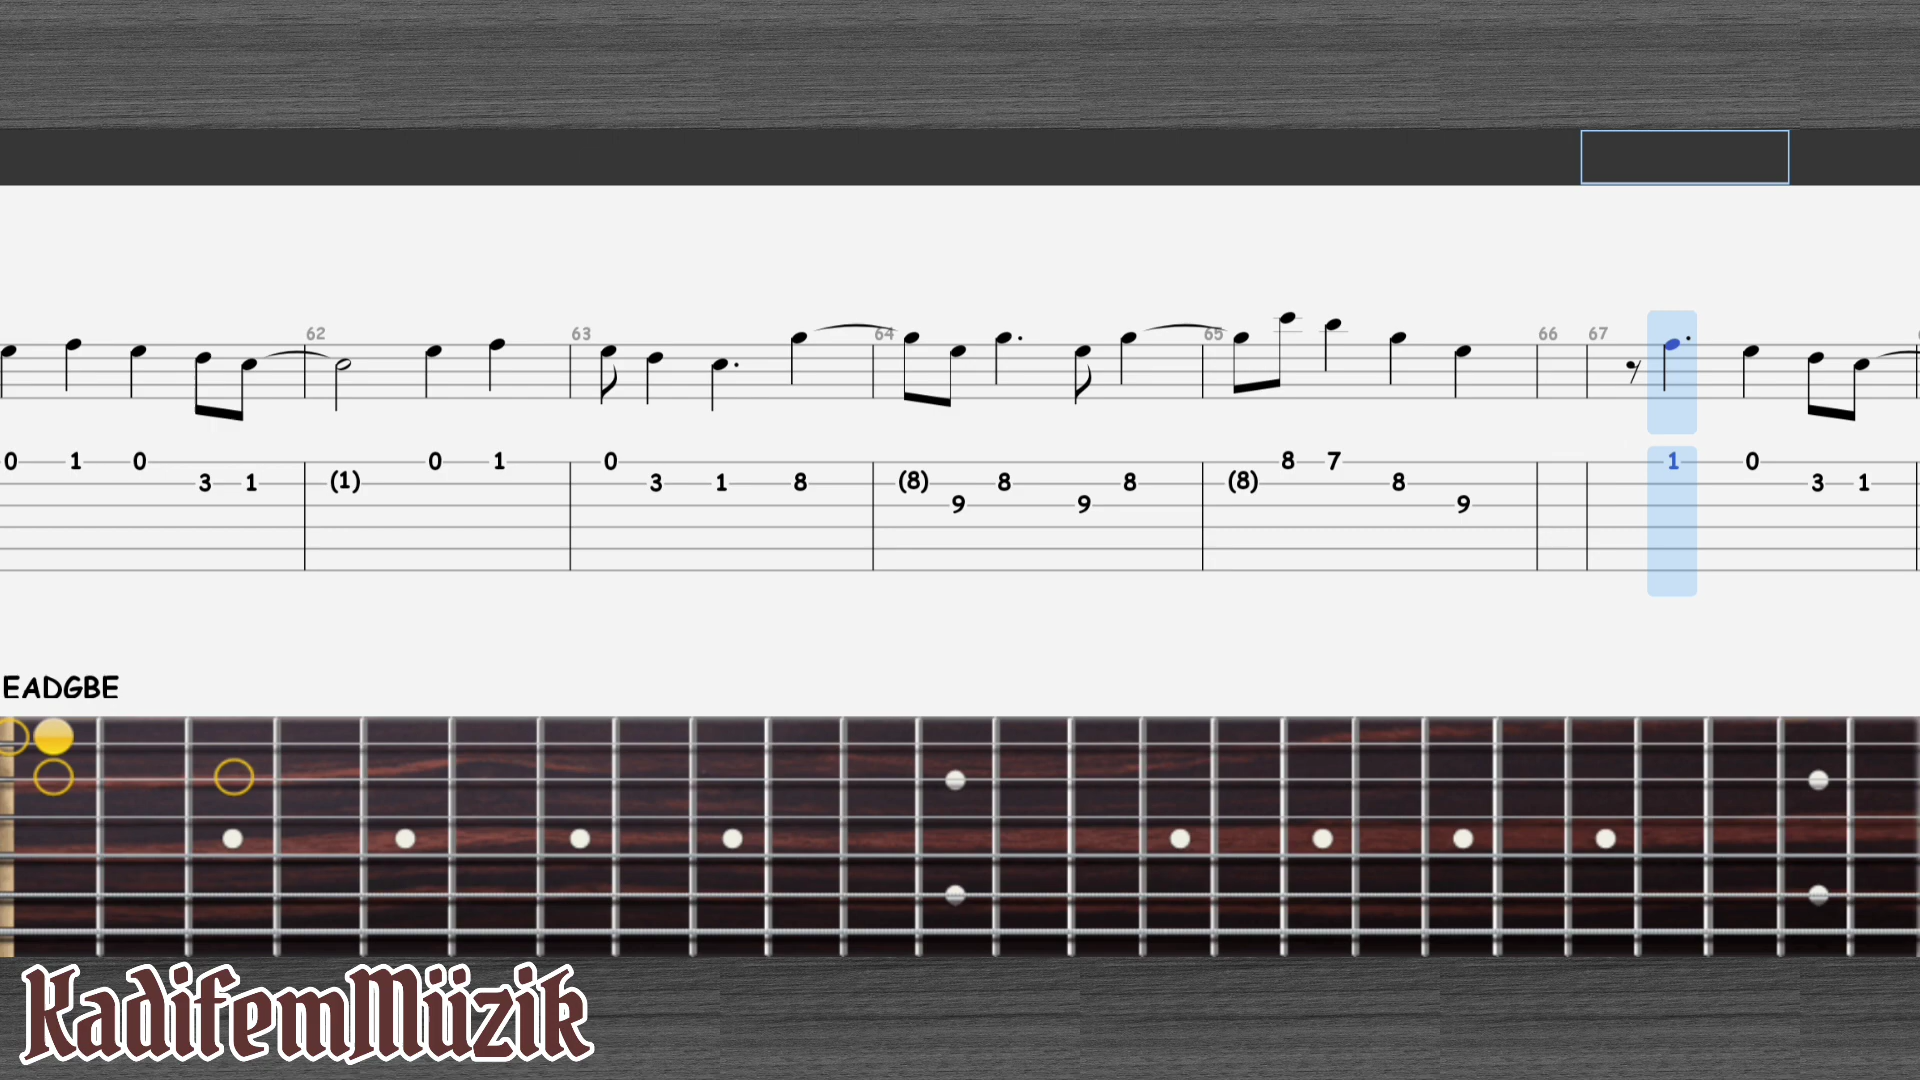 62 63 64 65 66 67
0 1 0 3 1 (1) 0 1 0 3 1 8 (8) 9 8 9 8 (8) 8 7 8 9 1 0 3 1
EADGBE
KadifemMüzik